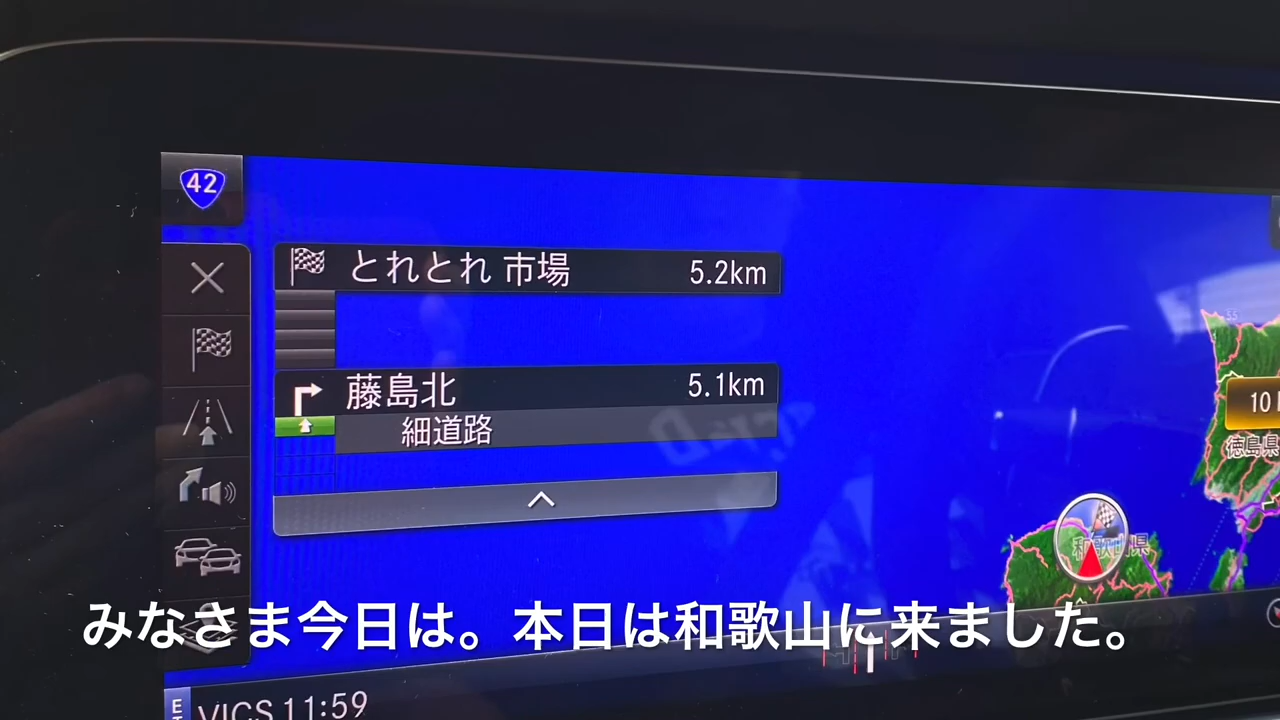 42
とれとれ 市場 5.2km
藤島北 5.1km
細道路
10
徳島県
和歌山県
みなさま今日は。本日は和歌山に来ました。
VICS 11:59